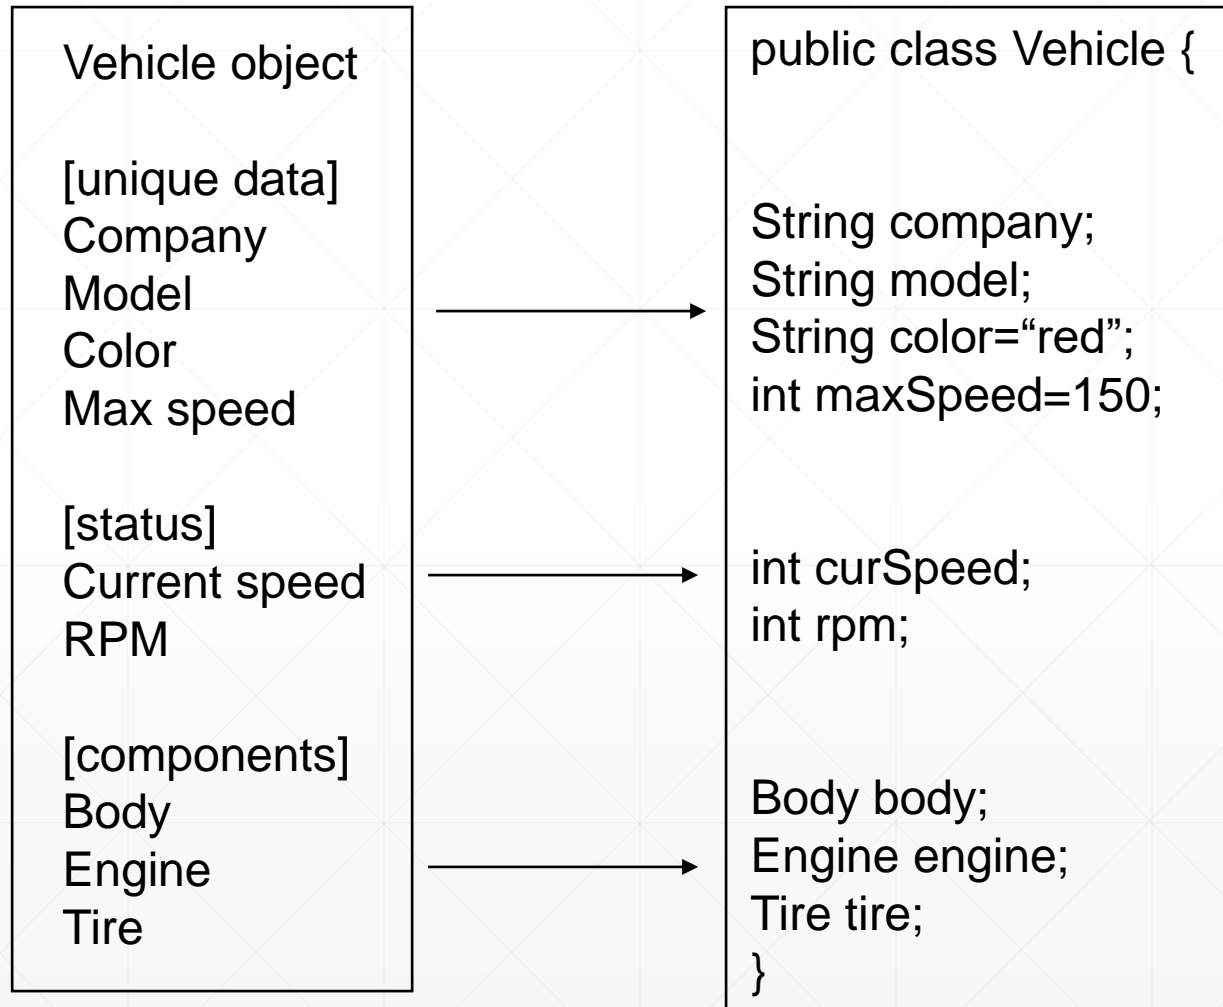 Vehicle object
[unique data]
Company
Model
Color
Max speed
[status]
Current speed
RPM
[components]
Body
Engine
Tire
public class Vehicle {
String company;
String model;
String color=“red”;
int maxSpeed=150;
int curSpeed;
int rpm;
Body body;
Engine engine;
Tire tire;
}